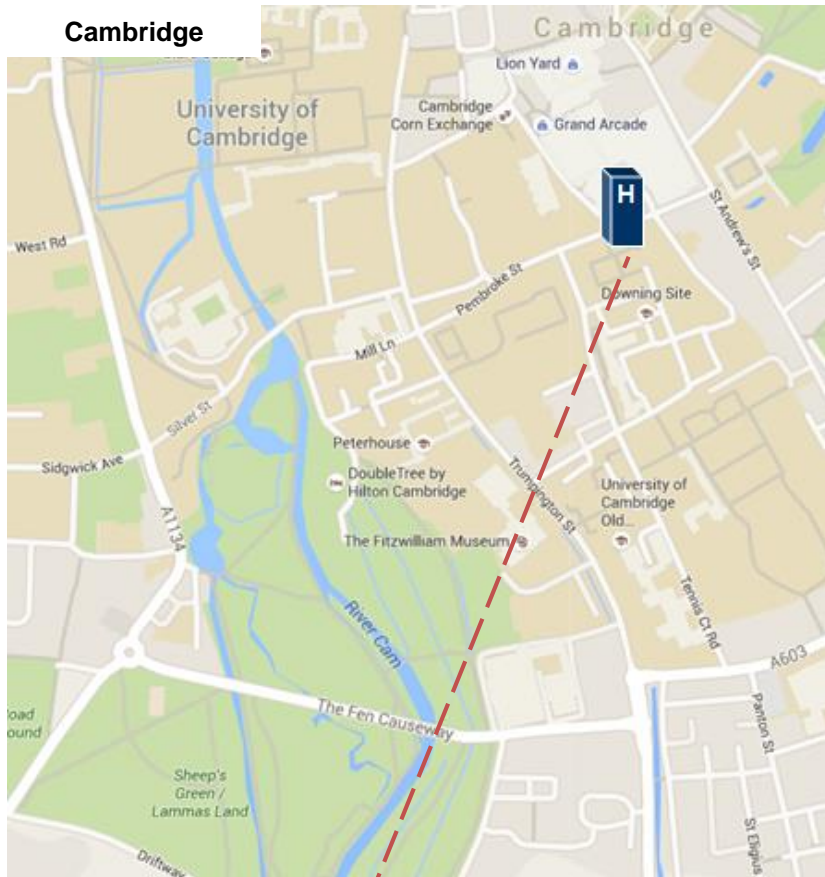 Cambridge
Cambridge
Lion Yard
University of
Cambridge
Cambridge
Corn Exchange
Grand Arcade
H
St Andrew's St
West Rd
Pembroke St
Downing Site
Mill Ln
Silver St
Peterhouse
Sidgwick Ave
DoubleTree by
Hilton Cambridge
Trumpington St
University of
Cambridge
Old...
A1134
The Fitzwilliam Museum
Tennis Ct Rd
River Cam
A603
The Fen Causeway
Panton St
Sheep's
Green /
Lammas Land
St Eligius
Driftway